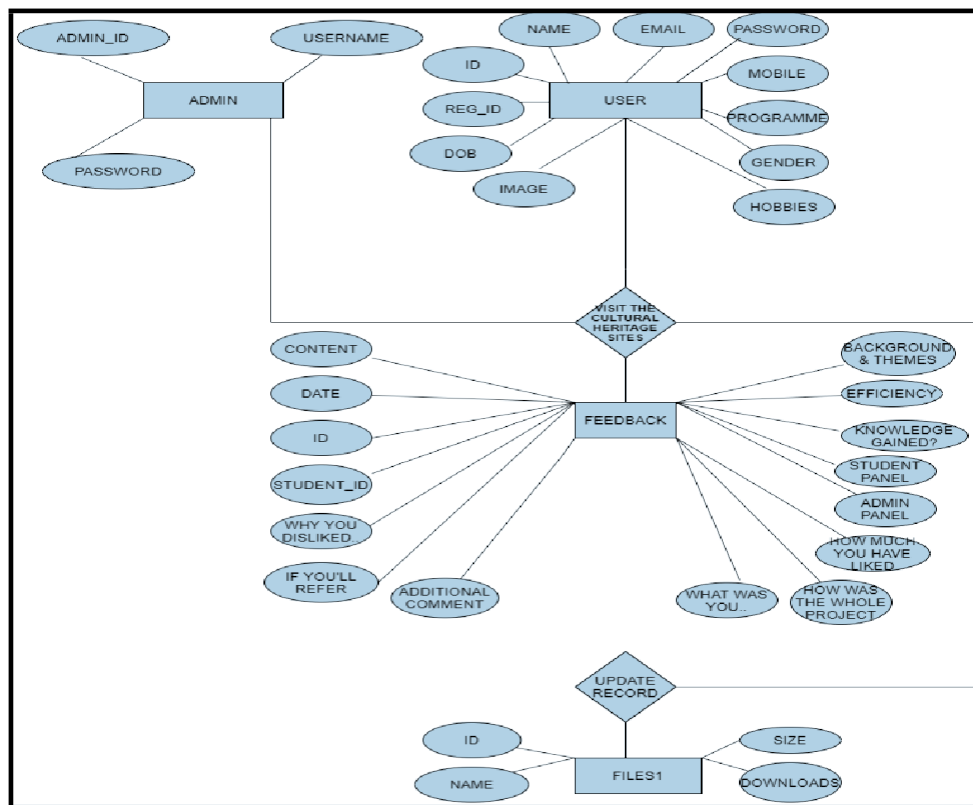 ADMIN_ID
USERNAME
ADMIN
PASSWORD
NAME
EMAIL
PASSWORD
ID
MOBILE
USER
REG_ID
PROGRAMME
DOB
GENDER
IMAGE
HOBBIES
VISIT THE
CULTURAL
HERITAGE
SITES
CONTENT
DATE
ID
STUDENT_ID
WHY YOU
DISLIKED..
IF YOU'LL
REFER
ADDITIONAL
COMMENT
FEEDBACK
BACKGROUND
& THEMES
EFFICIENCY
KNOWLEDGE
GAINED?
STUDENT
PANEL
ADMIN
PANEL
HOW MUCH
YOU HAVE
LIKED
HOW WAS
THE WHOLE
PROJECT
WHAT WAS
YOU..
UPDATE
RECORD
ID
NAME
FILES1
SIZE
DOWNLOADS